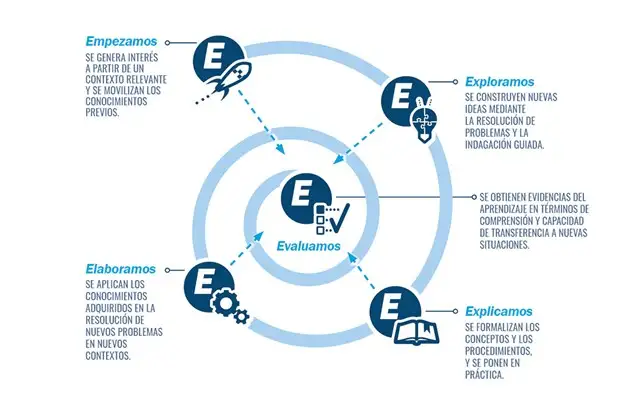 Empezamos
SE GENERA INTERÉS
A PARTIR DE UN
CONTEXTO RELEVANTE
Y SE MOVILIZAN LOS
CONOCIMIENTOS
PREVIOS.
E
E
Exploramos
SE CONSTRUYEN NUEVAS
IDEAS MEDIANTE
LA RESOLUCIÓN DE
PROBLEMAS Y LA
INDAGACIÓN GUIADA.
E
Evaluamos
SE OBTIENEN EVIDENCIAS DEL
APRENDIZAJE EN TÉRMINOS DE
COMPRENSIÓN Y CAPACIDAD
DE TRANSFERENCIA A NUEVAS
SITUACIONES.
Elaboramos
SE APLICAN LOS
CONOCIMIENTOS
ADQUIRIDOS EN LA
RESOLUCIÓN DE
NUEVOS PROBLEMAS
EN NUEVOS
CONTEXTOS.
E
E
Explicamos
SE FORMALIZAN LOS
CONCEPTOS Y LOS
PROCEDIMIENTOS,
Y SE PONEN EN
PRÁCTICA.